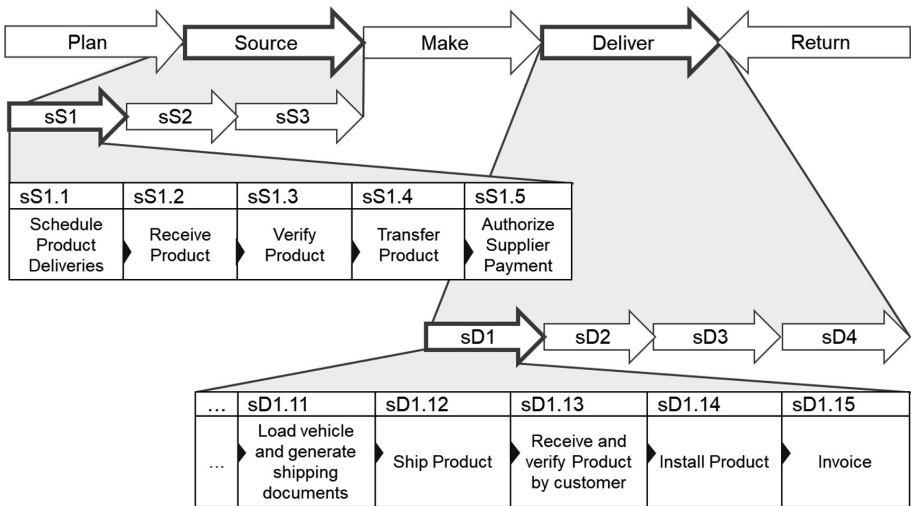 Plan Source Make Deliver Return
sS1 sS2 sS3
sS1.1 sS1.2 sS1.3 sS1.4 sS1.5
Schedule
Product
Deliveries
Receive
Product
Verify
Product
Transfer
Product
Authorize
Supplier
Payment
sD1 sD2 sD3 sD4
... sD1.11 sD1.12 sD1.13 sD1.14 sD1.15
...
Load vehicle
and generate
shipping
documents
Ship Product
Receive and
verify Product
by customer
Install Product
Invoice